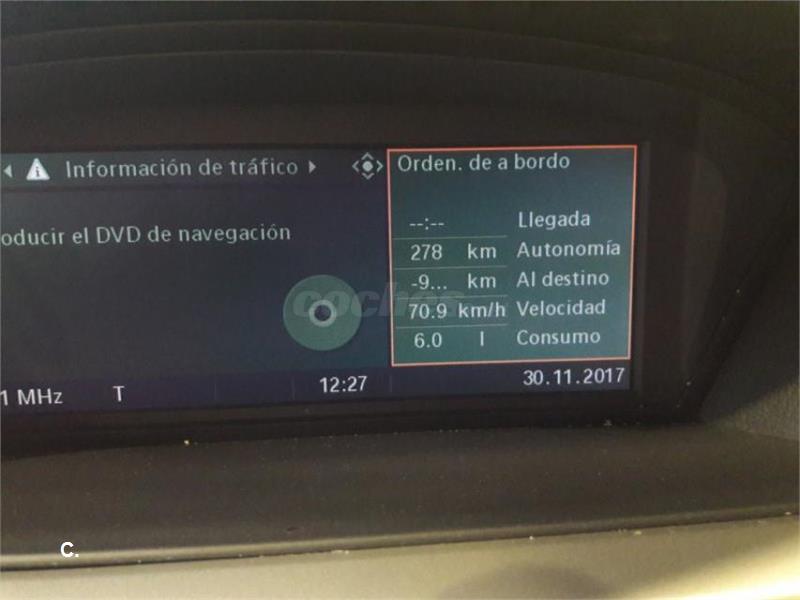 Información de tráfico
oducir el DVD de navegación
Orden. de a bordo
--:-- Llegada
278 km Autonomía
-9... km Al destino
70.9 km/h Velocidad
6.0 l Consumo
coches
1 MHz T 12:27 30.11.2017
C.